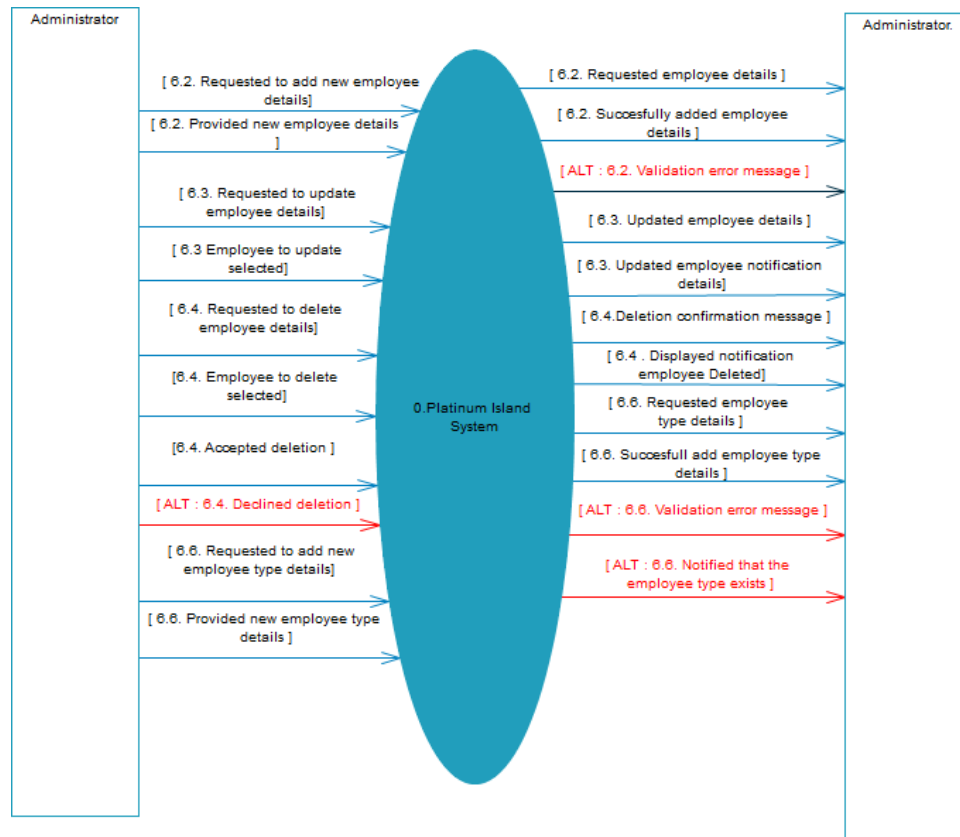 Administrator
[ 6.2. Requested to add new employee
details]
[ 6.2. Provided new employee details
]
[ 6.3. Requested to update
employee details]
[ 6.3 Employee to update
selected]
[ 6.4. Requested to delete
employee details]
[6.4. Employee to delete
selected]
[6.4. Accepted deletion ]
[ ALT : 6.4. Declined deletion ]
[ 6.6. Requested to add new
employee type details]
[ 6.6. Provided new employee type
details ]
0.Platinum Island
System
[ 6.2. Requested employee details ]
[ 6.2. Succesfully added employee
details ]
[ ALT : 6.2. Validation error message ]
[ 6.3. Updated employee details ]
[ 6.3. Updated employee notification
details]
[ 6.4.Deletion confirmation message ]
[ 6.4 . Displayed notification
employee Deleted]
[ 6.6. Requested employee
type details ]
[ 6.6. Succesfull add employee type
details ]
[ ALT : 6.6. Validation error message ]
[ ALT : 6.6. Notified that the
employee type exists ]
Administrator.